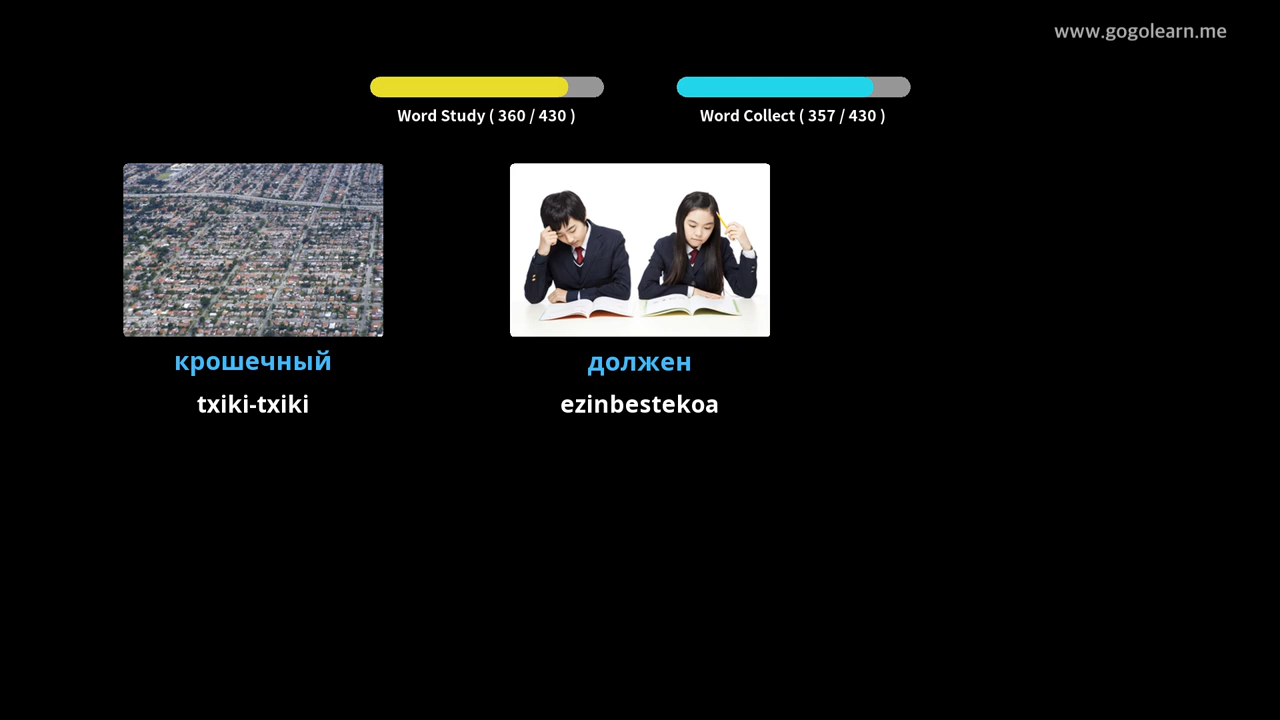 www.gogolearn.me
Word Study ( 360 / 430 )
Word Collect ( 357 / 430 )
крошечный
txiki-txiki
должен
ezinbestekoa